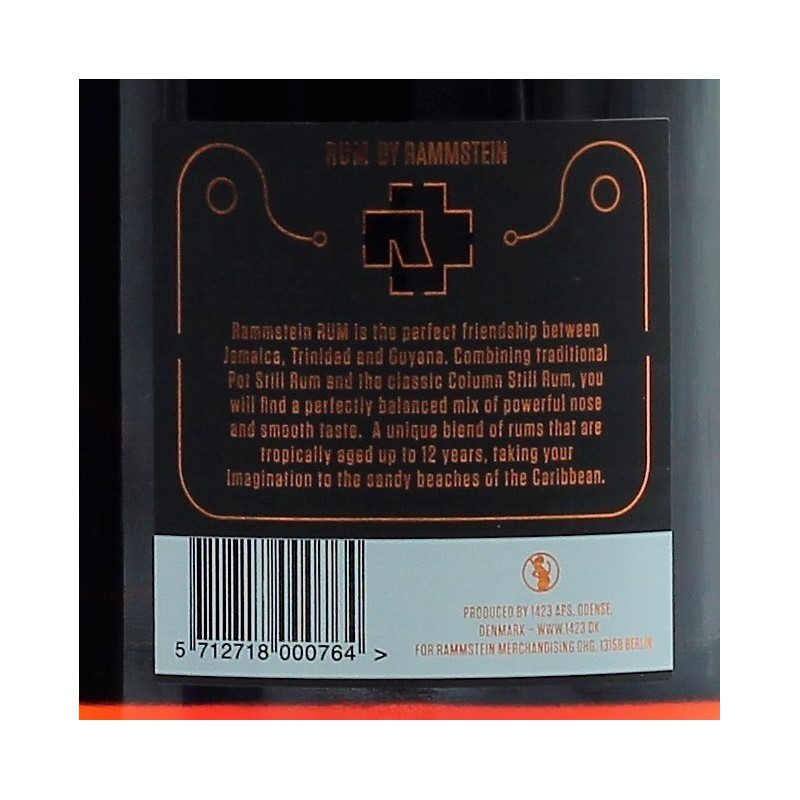 RUM BY RAMMSTEIN
Rammstein RUM is the perfect friendship between
Jamaica, Trinidad and Guyana. Combining traditional
Pot Still Rum and the classic Column Still Rum, you
will find a perfectly balanced mix of powerful nose
and smooth taste. A unique blend of rums that are
tropically aged up to 12 years, taking your
imagination to the sandy beaches of the Caribbean.
5 712718 000764 >
PRODUCED BY 1423 APS, ODENSE,
DENMARK - WWW.1423.DK
FOR RAMMSTEIN MERCHANDISING OHG, 13158 BERLIN